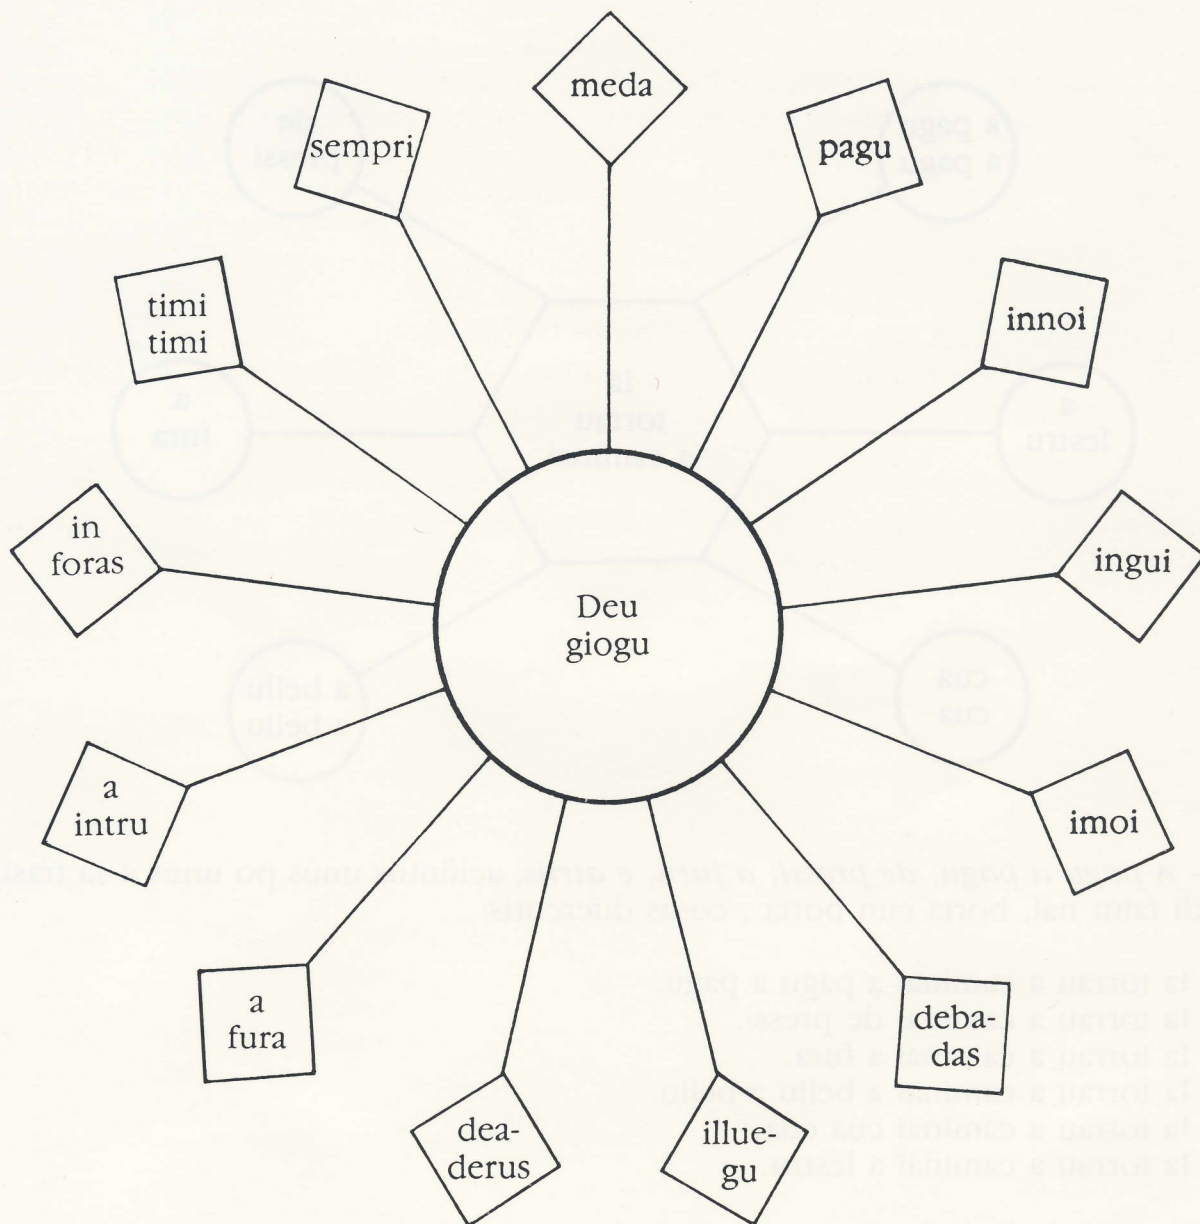 meda
sempri
pagu
timi
timi
innoi
in
foras
ingui
Deu
giogu
a
intru
imoi
a
fura
deba-
das
dea-
derus
illue-
gu